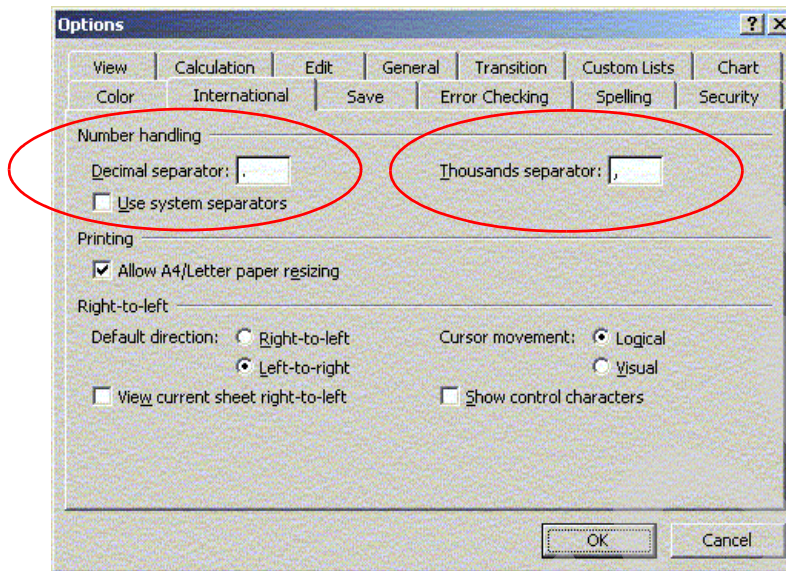 Options
View Calculation Edit General Transition Custom Lists Chart
Color International Save Error Checking Spelling Security
Number handling
Decimal separator: . Thousands separator: ,
Use system separators
Printing
Allow A4/Letter paper resizing
Right-to-left
Default direction: Right-to-left Cursor movement: Logical
Left-to-right Visual
View current sheet right-to-left Show control characters
OK Cancel